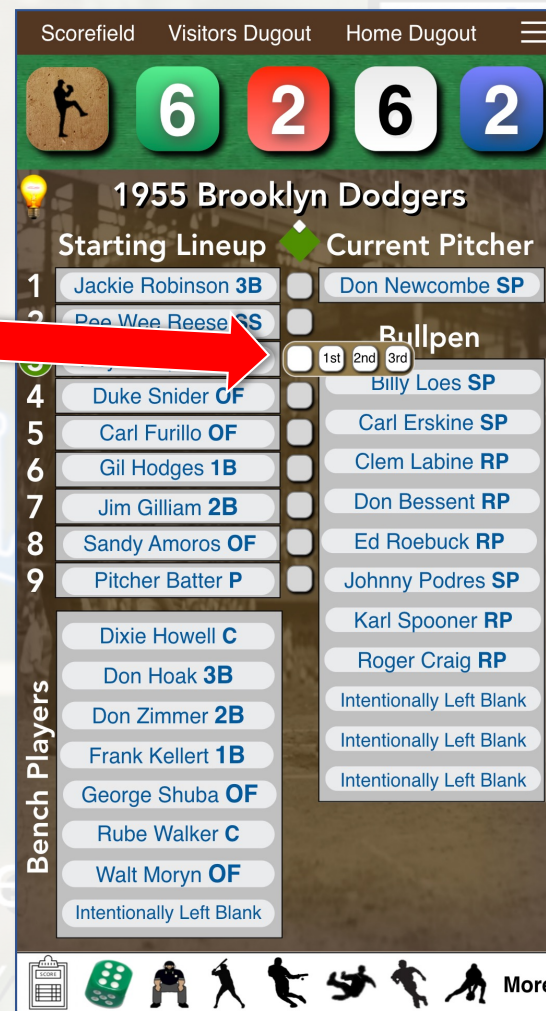 Scorefield Visitors Dugout Home Dugout
6 2 6 2
1955 Brooklyn Dodgers
Starting Lineup Current Pitcher
1 Jackie Robinson 3B Don Newcombe SP
2 Pee Wee Reese SS
Bullpen
3
1st 2nd 3rd
4 Duke Snider OF Billy Loes SP
5 Carl Furillo OF Carl Erskine SP
6 Gil Hodges 1B Clem Labine RP
7 Jim Gilliam 2B Don Bessent RP
8 Sandy Amoros OF Ed Roebuck RP
9 Pitcher Batter P Johnny Podres SP
Karl Spooner RP
Roger Craig RP
Intentionally Left Blank
Intentionally Left Blank
Intentionally Left Blank
Bench Players
Dixie Howell C
Don Hoak 3B
Don Zimmer 2B
Frank Kellert 1B
George Shuba OF
Rube Walker C
Walt Moryn OF
Intentionally Left Blank
SCORE
More